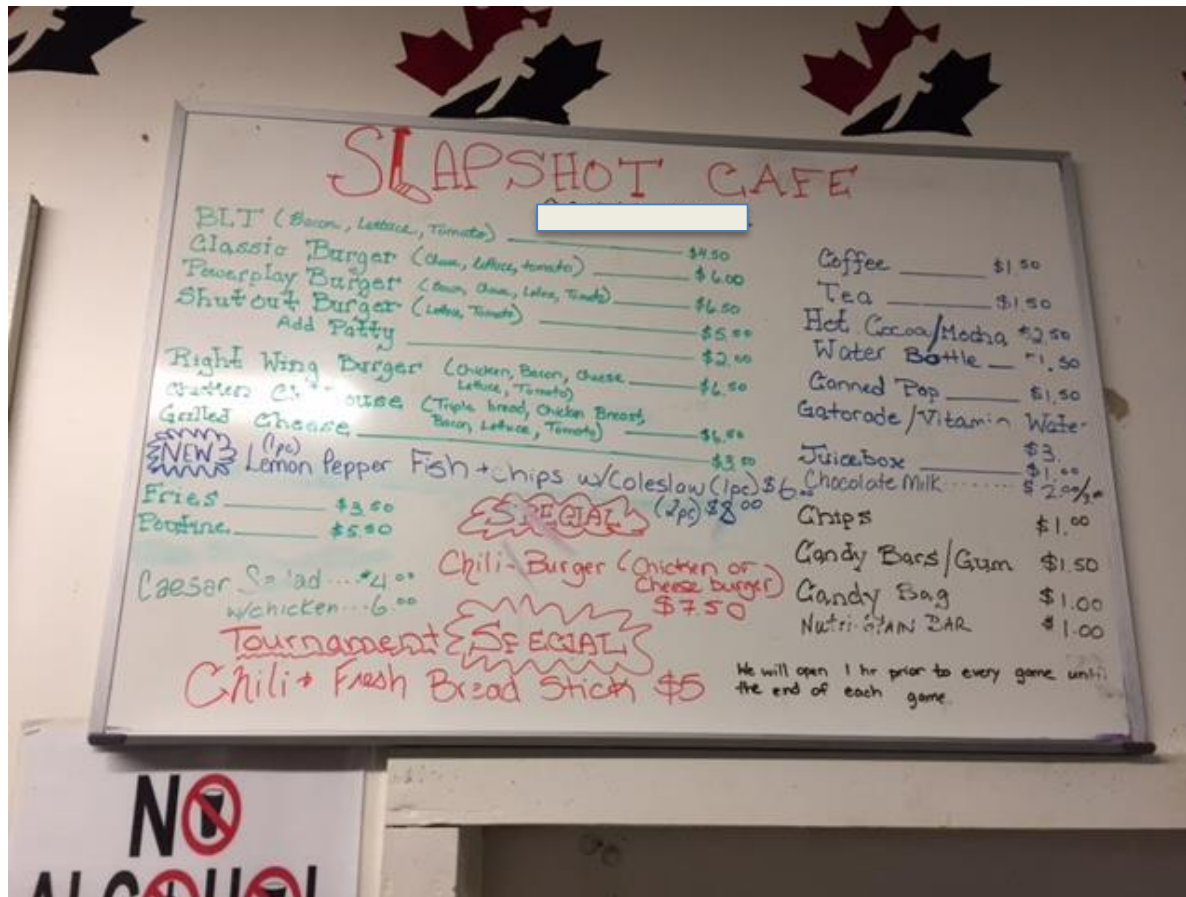 SLAPSHOT CAFE
BLT (Bacon, Lettuce, Tomato) $4.50
Classic Burger (Cheese, lettuce, tomato) $6.00
Powerplay Burger (Bacon, Cheese, Lettuce, Tomato) $6.50
Shutout Burger (Lettuce, Tomato) $5.50
Add Patty $2.00
Right Wing Burger (Chicken, Bacon, Cheese
Lettuce, Tomato) $6.50
Chicken (Triple bread, Chicken Breast,
Bacon, Lettuce, Tomato) $6.50
Grilled Cheese $3.50
NEW (1pc) Lemon Pepper Fish + chips w/Coleslaw (1pc) $6.00
(2pc) $8.00
Fries $3.50
Poutine $5.50
SPECIAL
Caesar Salad ... $4.00
w/chicken ... 6.00
Chili-Burger (Chicken or
Cheese burger)
$7.50
Tournament SPECIAL
Chili + Fresh Bread Stick $5
Coffee $1.50
Tea $1.50
Hot Cocoa/Mocha $2.50
Water Bottle 1.50
Canned Pop $1.50
Gatorade/Vitamin Water
$3.
Juicebox $1.00
Chocolate Milk ........ $2.00/
Chips $1.00
Candy Bars/Gum $1.50
Candy Bag $1.00
Nutri-GRAIN BAR $1.00
We will open 1 hr prior to every game until
the end of each game.
NO
ALCOHOL